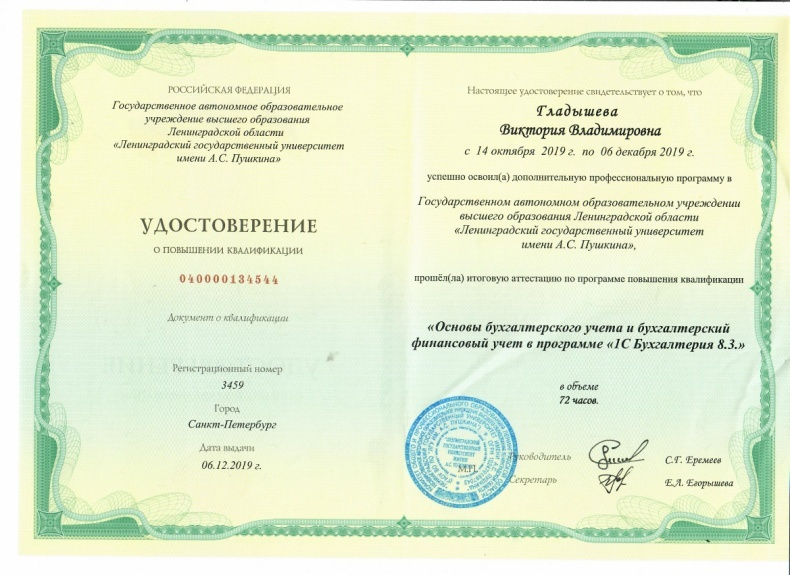 РОССИЙСКАЯ ФЕДЕРАЦИЯ
Государственное автономное образовательное
учреждение высшего образования
Ленинградской области
«Ленинградский государственный университет
имени А.С. Пушкина»
УДОСТОВЕРЕНИЕ
О ПОВЫШЕНИИ КВАЛИФИКАЦИИ
040000134544
Документ о квалификации
Регистрационный номер
3459
Город
Санкт-Петербург
Дата выдачи
06.12.2019 г.
Настоящее удостоверение свидетельствует о том, что
Гладышева
Виктория Владимировна
с 14 октября 2019 г. по 06 декабря 2019 г.
успешно освоил(а) дополнительную профессиональную программу в
Государственном автономном образовательном учреждении
высшего образования Ленинградской области
«Ленинградский государственный университет
имени А.С. Пушкина»,
прошёл(ла) итоговую аттестацию по программе повышения квалификации
«Основы бухгалтерского учета и бухгалтерский
финансовый учет в программе «1С Бухгалтерия 8.3.»
в объеме
72 часов.
М.П.
Руководитель
С.Г. Еремеев
Секретарь
Е.Л. Егорышева